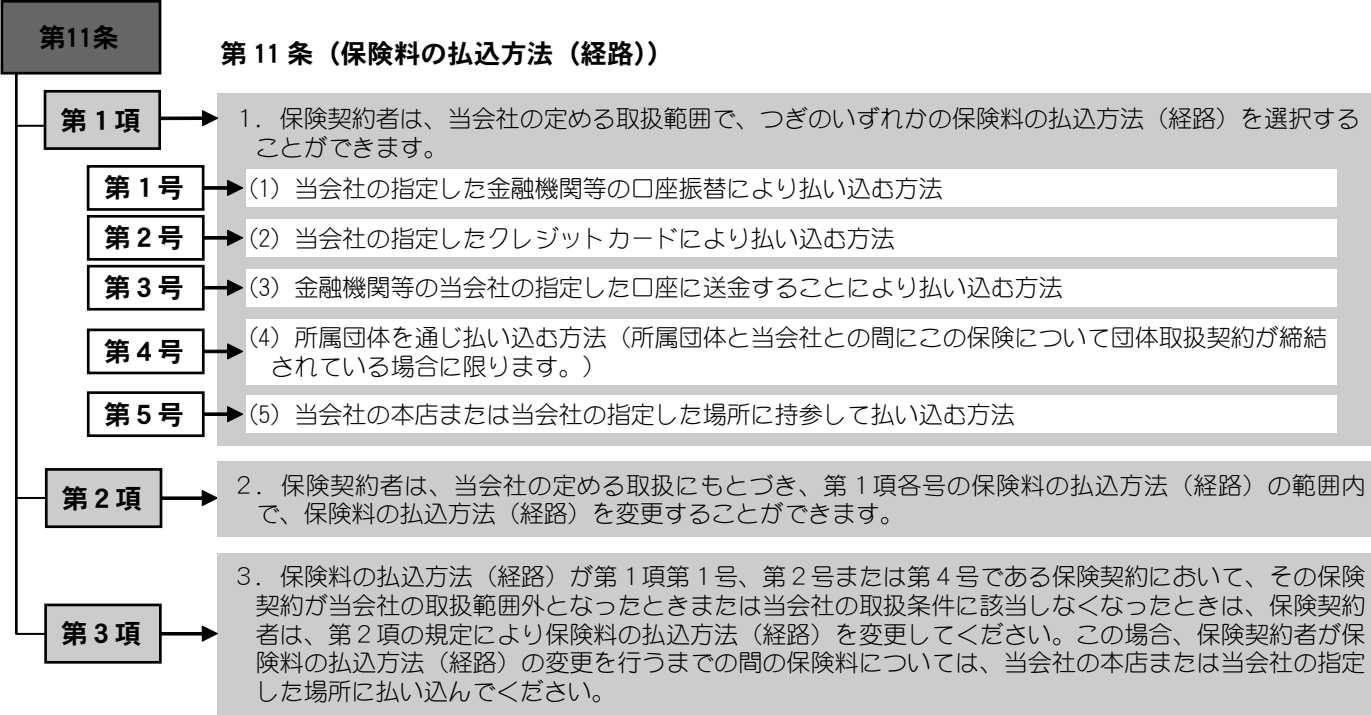 第11条
第 11 条（保険料の払込方法（経路））
第１項
１．保険契約者は、当会社の定める取扱範囲で、つぎのいずれかの保険料の払込方法（経路）を選択する
ことができます。
第１号
(1) 当会社の指定した金融機関等の口座振替により払い込む方法
第２号
(2) 当会社の指定したクレジットカードにより払い込む方法
第３号
(3) 金融機関等の当会社の指定した口座に送金することにより払い込む方法
第４号
(4) 所属団体を通じ払い込む方法（所属団体と当会社との間にこの保険について団体取扱契約が締結
されている場合に限ります。）
第５号
(5) 当会社の本店または当会社の指定した場所に持参して払い込む方法
第２項
２．保険契約者は、当会社の定める取扱にもとづき、第１項各号の保険料の払込方法（経路）の範囲内
で、保険料の払込方法（経路）を変更することができます。
第３項
３．保険料の払込方法（経路）が第１項第１号、第２号または第４号である保険契約において、その保険
契約が当会社の取扱範囲外となったときまたは当会社の取扱条件に該当しなくなったときは、保険契約
者は、第２項の規定により保険料の払込方法（経路）を変更してください。この場合、保険契約者が保
険料の払込方法（経路）の変更を行うまでの間の保険料については、当会社の本店または当会社の指定
した場所に払い込んでください。